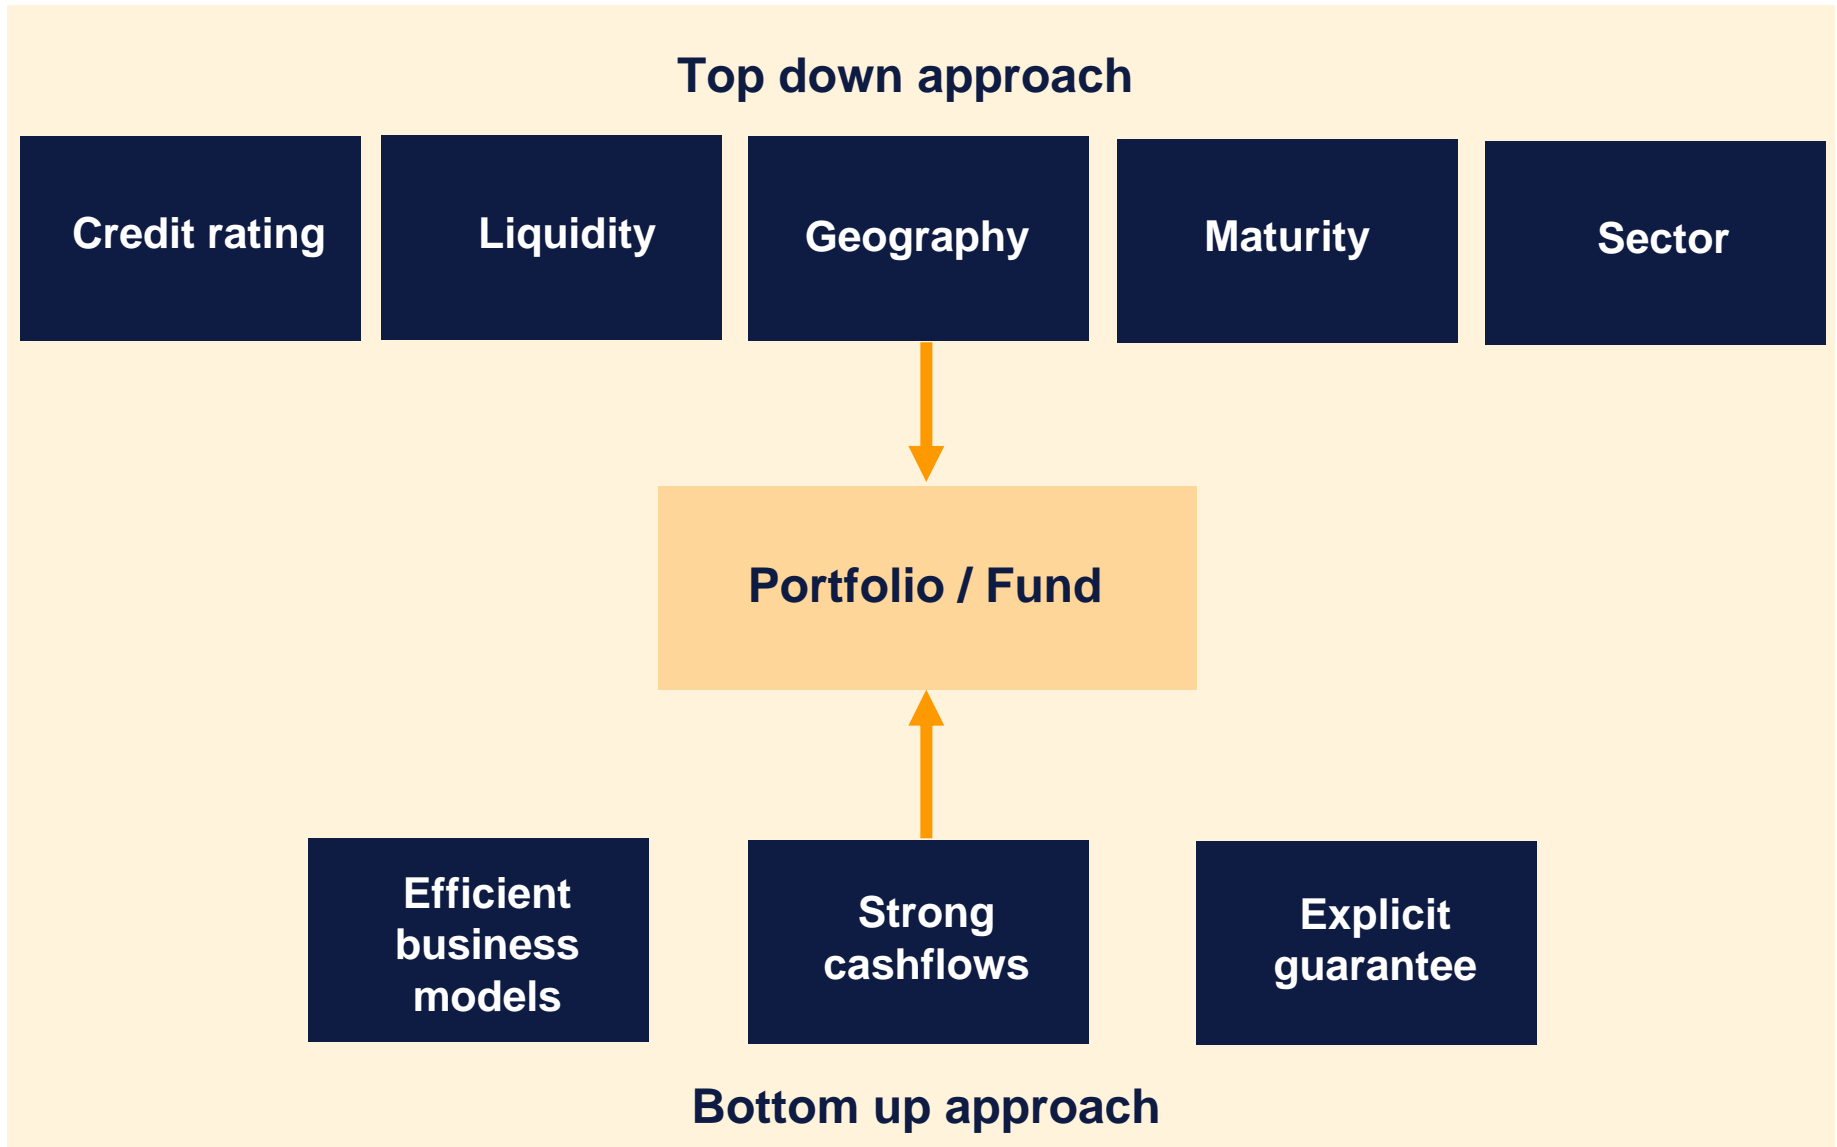 Top down approach
Credit rating
Liquidity
Geography
Maturity
Sector
Portfolio / Fund
Efficient
business
models
Strong
cashflows
Explicit
guarantee
Bottom up approach